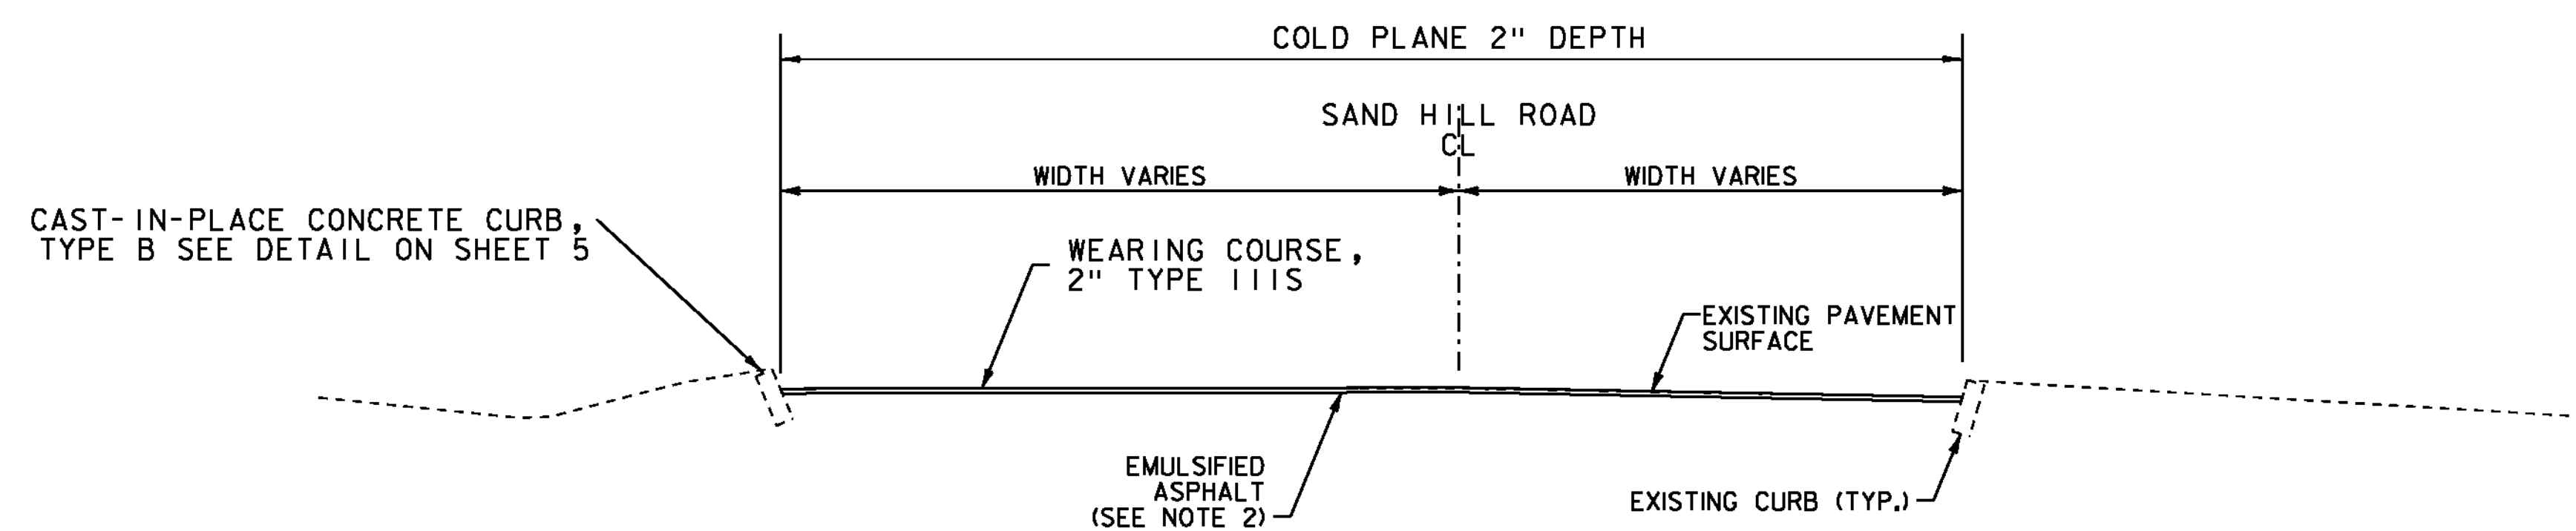 COLD PLANE 2" DEPTH
SAND HILL ROAD
CL
WIDTH VARIES
WIDTH VARIES
CAST-IN-PLACE CONCRETE CURB,
TYPE B SEE DETAIL ON SHEET 5
WEARING COURSE,
2" TYPE IIIS
EXISTING PAVEMENT
SURFACE
EMULSIFIED
ASPHALT
(SEE NOTE 2)
EXISTING CURB (TYP.)